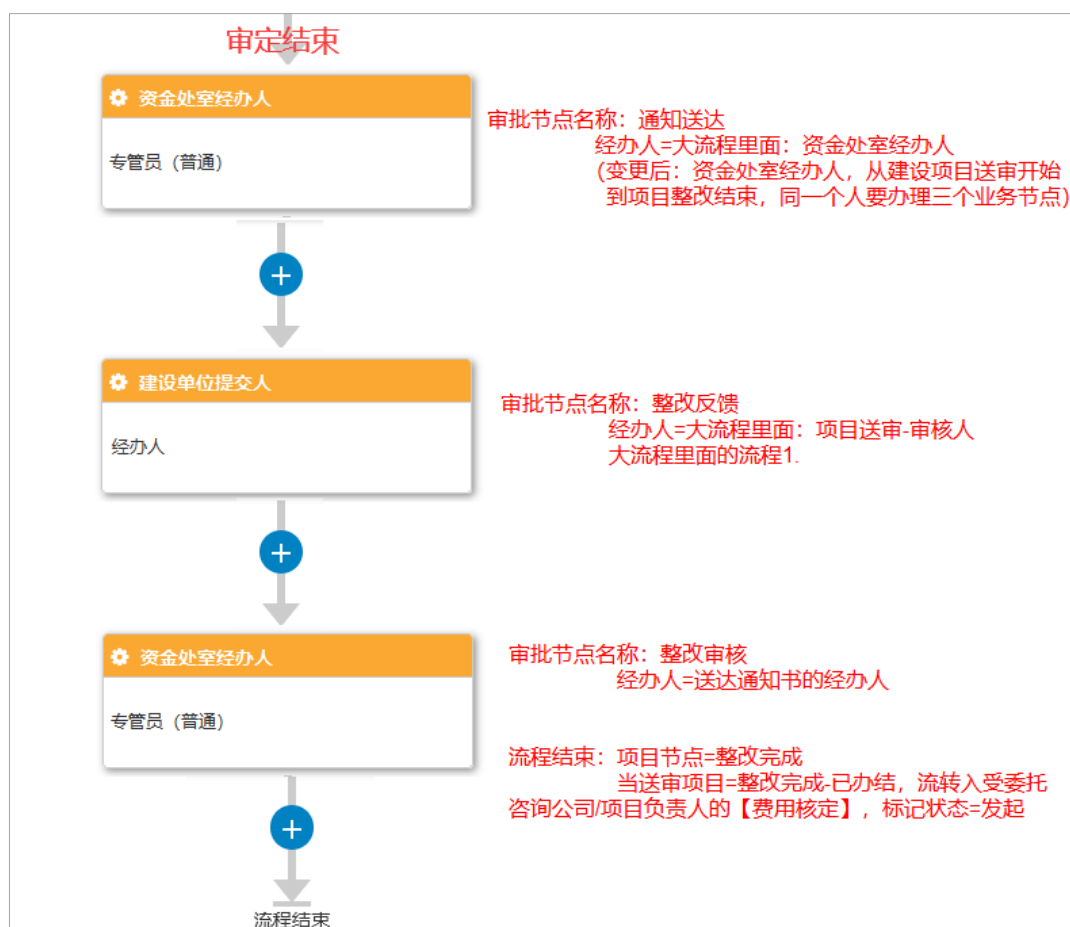 审定结束
资金处室经办人
专管员（普通）
审批节点名称：通知送达
经办人=大流程里面：资金处室经办人
(变更后：资金处室经办人，从建设项目送审开始
到项目整改结束，同一个人要办理三个业务节点)
建设单位提交人
经办人
审批节点名称：整改反馈
经办人=大流程里面：项目送审-审核人
大流程里面的流程1.
资金处室经办人
专管员（普通）
审批节点名称：整改审核
经办人=送达通知书的经办人
流程结束：项目节点=整改完成
当送审项目=整改完成-已办结，流转入受委托
咨询公司/项目负责人的【费用核定】，标记状态=发起
流程结束